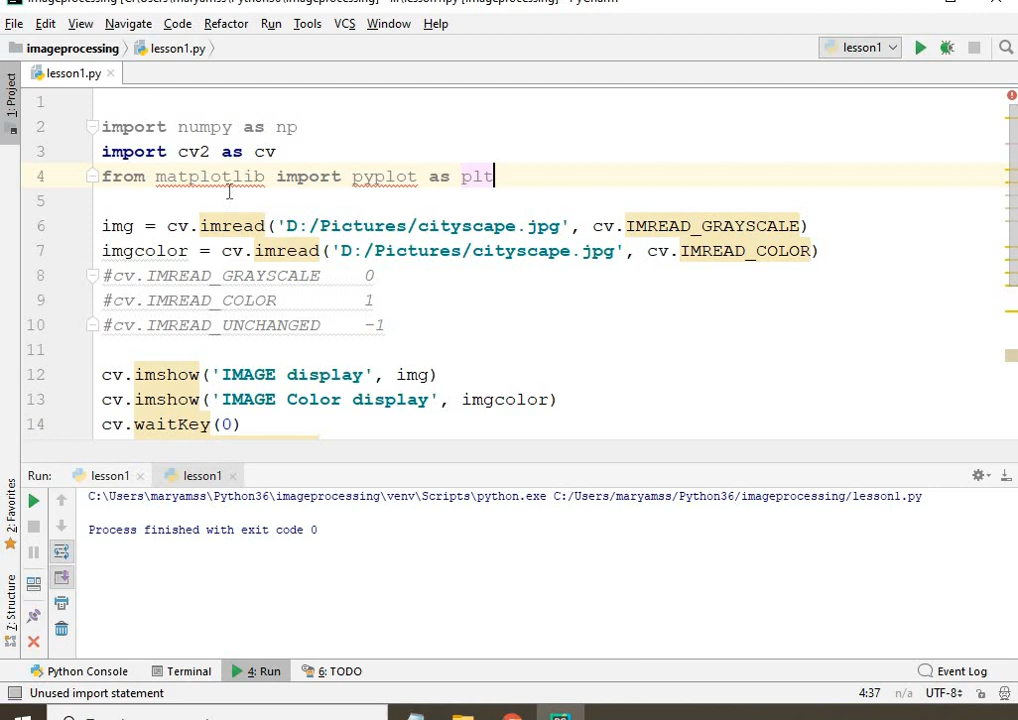 File Edit View Navigate Code Refactor Run Tools VCS Window Help
imageprocessing lesson1.py lesson1
lesson1.py
1: Project
1
2 import numpy as np
3 import cv2 as cv
4 from matplotlib import pyplot as plt
5
6 img = cv.imread('D:/Pictures/cityscape.jpg', cv.IMREAD_GRAYSCALE)
7 imgcolor = cv.imread('D:/Pictures/cityscape.jpg', cv.IMREAD_COLOR)
8 #cv.IMREAD_GRAYSCALE 0
9 #cv.IMREAD_COLOR 1
10 #cv.IMREAD_UNCHANGED -1
11
12 cv.imshow('IMAGE display', img)
13 cv.imshow('IMAGE Color display', imgcolor)
14 cv.waitKey(0)
Run: lesson1 lesson1
C:\Users\maryamss\Python36\imageprocessing\venv\Scripts\python.exe C:/Users/maryamss/Python36/imageprocessing/lesson1.py
Process finished with exit code 0
2: Favorites
7: Structure
Python Console Terminal 4: Run 6: TODO Event Log
Unused import statement 4:37 n/a UTF-8